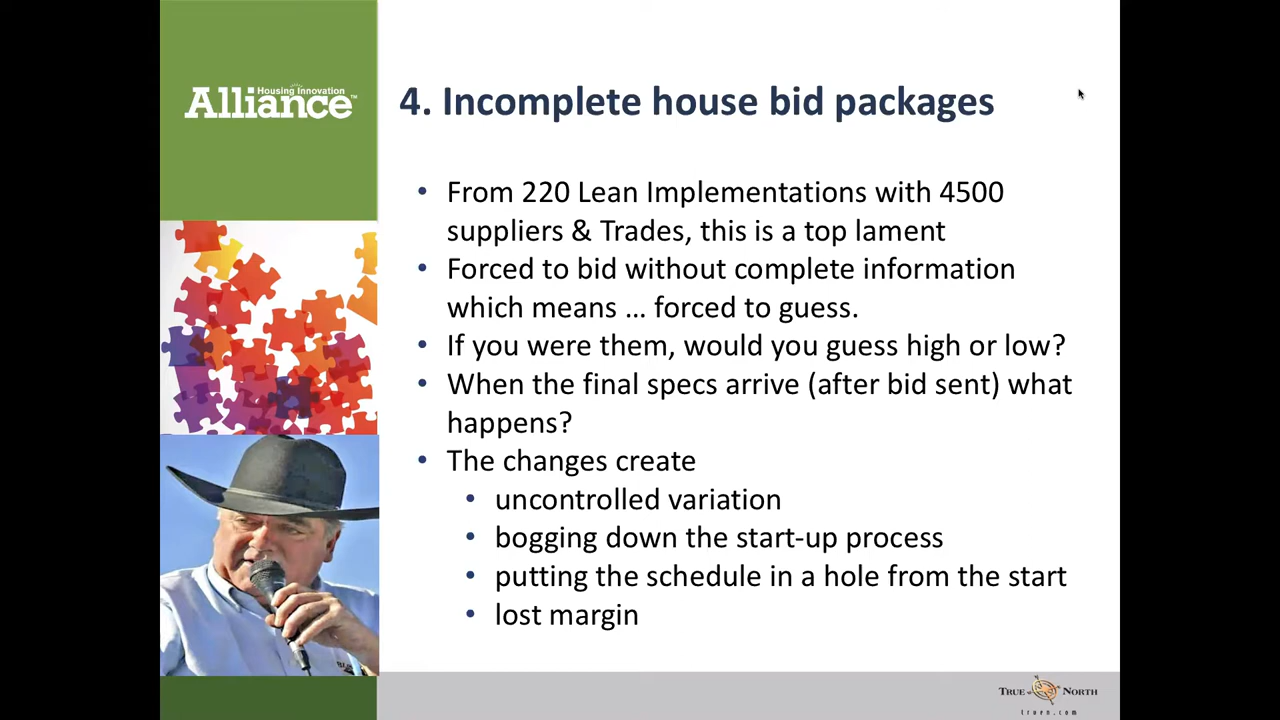 Housing Innovation
Alliance™
4. Incomplete house bid packages
• From 220 Lean Implementations with 4500
suppliers & Trades, this is a top lament
• Forced to bid without complete information
which means … forced to guess.
• If you were them, would you guess high or low?
• When the final specs arrive (after bid sent) what
happens?
• The changes create
• uncontrolled variation
• bogging down the start-up process
• putting the schedule in a hole from the start
• lost margin
TRUE NORTH
truen.com